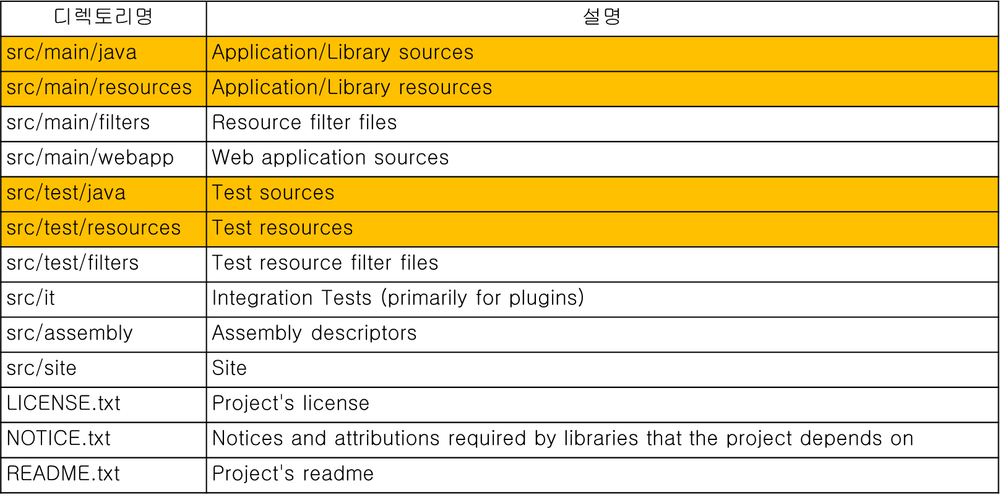 디렉토리명 설명
src/main/java Application/Library sources
src/main/resources Application/Library resources
src/main/filters Resource filter files
src/main/webapp Web application sources
src/test/java Test sources
src/test/resources Test resources
src/test/filters Test resource filter files
src/it Integration Tests (primarily for plugins)
src/assembly Assembly descriptors
src/site Site
LICENSE.txt Project's license
NOTICE.txt Notices and attributions required by libraries that the project depends on
README.txt Project's readme